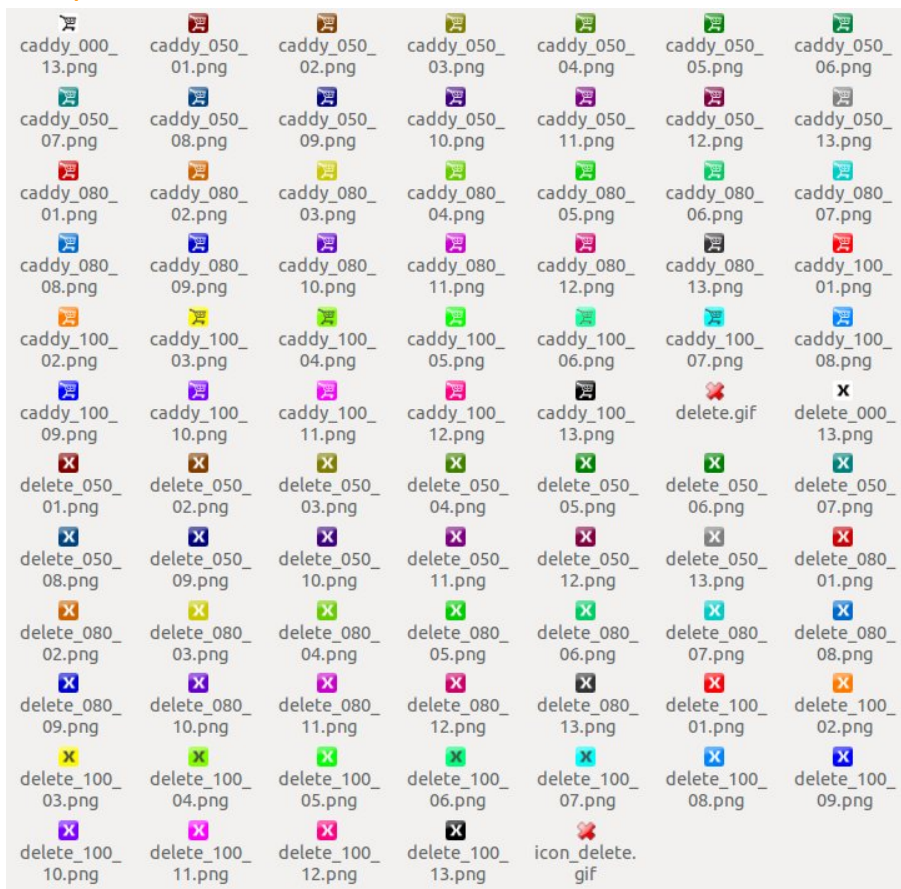 caddy_000_ caddy_050_ caddy_050_ caddy_050_ caddy_050_ caddy_050_ caddy_050_
13.png 01.png 02.png 03.png 04.png 05.png 06.png
caddy_050_ caddy_050_ caddy_050_ caddy_050_ caddy_050_ caddy_050_ caddy_050_
07.png 08.png 09.png 10.png 11.png 12.png 13.png
caddy_080_ caddy_080_ caddy_080_ caddy_080_ caddy_080_ caddy_080_ caddy_080_
01.png 02.png 03.png 04.png 05.png 06.png 07.png
caddy_080_ caddy_080_ caddy_080_ caddy_080_ caddy_080_ caddy_080_ caddy_100_
08.png 09.png 10.png 11.png 12.png 13.png 01.png
caddy_100_ caddy_100_ caddy_100_ caddy_100_ caddy_100_ caddy_100_ caddy_100_
02.png 03.png 04.png 05.png 06.png 07.png 08.png
caddy_100_ caddy_100_ caddy_100_ caddy_100_ caddy_100_ delete.gif delete_000_
09.png 10.png 11.png 12.png 13.png 13.png
delete_050_ delete_050_ delete_050_ delete_050_ delete_050_ delete_050_ delete_050_
01.png 02.png 03.png 04.png 05.png 06.png 07.png
delete_050_ delete_050_ delete_050_ delete_050_ delete_050_ delete_050_ delete_080_
08.png 09.png 10.png 11.png 12.png 13.png 01.png
delete_080_ delete_080_ delete_080_ delete_080_ delete_080_ delete_080_ delete_080_
02.png 03.png 04.png 05.png 06.png 07.png 08.png
delete_080_ delete_080_ delete_080_ delete_080_ delete_080_ delete_100_ delete_100_
09.png 10.png 11.png 12.png 13.png 01.png 02.png
delete_100_ delete_100_ delete_100_ delete_100_ delete_100_ delete_100_ delete_100_
03.png 04.png 05.png 06.png 07.png 08.png 09.png
delete_100_ delete_100_ delete_100_ delete_100_ icon_delete.
10.png 11.png 12.png 13.png gif